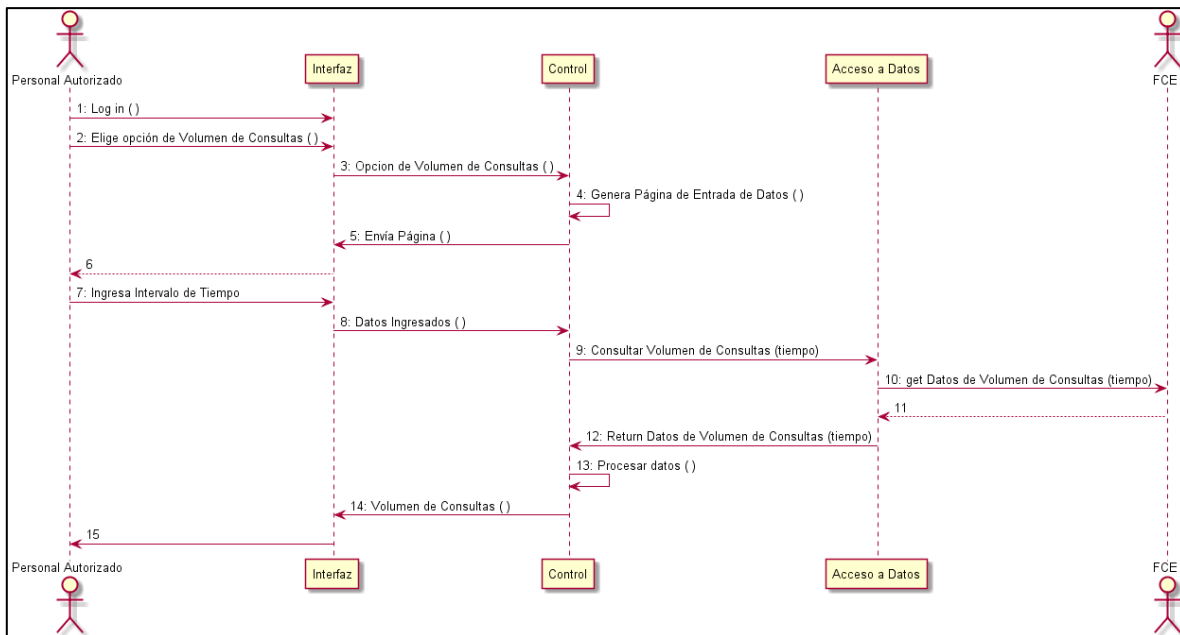 Personal Autorizado
Interfaz
Control
Acceso a Datos
FCE
1: Log in ( )
2: Elige opción de Volumen de Consultas ( )
3: Opcion de Volumen de Consultas ( )
4: Genera Página de Entrada de Datos ( )
5: Envía Página ( )
6
7: Ingresa Intervalo de Tiempo
8: Datos Ingresados ( )
9: Consultar Volumen de Consultas (tiempo)
10: get Datos de Volumen de Consultas (tiempo)
11
12: Return Datos de Volumen de Consultas (tiempo)
13: Procesar datos ( )
14: Volumen de Consultas ( )
15
Personal Autorizado
Interfaz
Control
Acceso a Datos
FCE